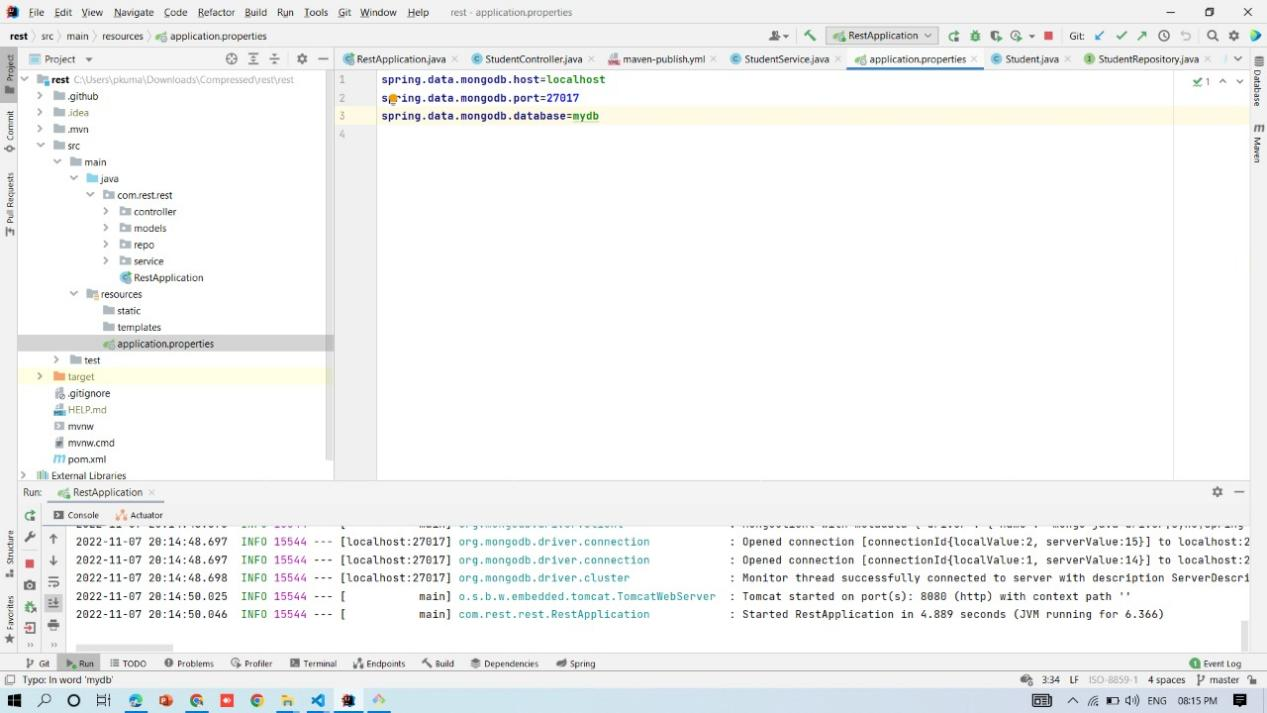 File Edit View Navigate Code Refactor Build Run Tools Git Window Help rest - application.properties
rest src main resources application.properties RestApplication Git:
Project RestApplication.java StudentController.java maven-publish.yml StudentService.java application.properties Student.java StudentRepository.java
Project
Commit
Pull Requests
Structure
Favorites
rest C:\Users\pkuma\Downloads\Compressed\rest\rest
.github
.idea
.mvn
src
main
java
com.rest.rest
controller
models
repo
service
RestApplication
resources
static
templates
application.properties
test
target
.gitignore
HELP.md
mvnw
mvnw.cmd
pom.xml
External Libraries
1 spring.data.mongodb.host=localhost
2 s ring.data.mongodb.port=27017
3 spring.data.mongodb.database=mydb
4
1
Database
Maven
Run: RestApplication
Console Actuator
2022-11-07 20:14:48.697 INFO 15544 --- [localhost:27017] org.mongodb.driver.connection : Opened connection [connectionId{localValue:2, serverValue:15}] to localhost:2
2022-11-07 20:14:48.697 INFO 15544 --- [localhost:27017] org.mongodb.driver.connection : Opened connection [connectionId{localValue:1, serverValue:14}] to localhost:2
2022-11-07 20:14:48.698 INFO 15544 --- [localhost:27017] org.mongodb.driver.cluster : Monitor thread successfully connected to server with description ServerDescri
2022-11-07 20:14:50.025 INFO 15544 --- [ main] o.s.b.w.embedded.tomcat.TomcatWebServer : Tomcat started on port(s): 8080 (http) with context path ''
2022-11-07 20:14:50.039 INFO 15544 --- [ main] com.rest.rest.RestApplication : Started RestApplication in 4.889 seconds (JVM running for 6.366)
Git Run TODO Problems Profiler Terminal Endpoints Build Dependencies Spring 1 Event Log
Typo: In word 'mydb' 3:34 LF ISO-8859-1 4 spaces master
ENG 08:15 PM